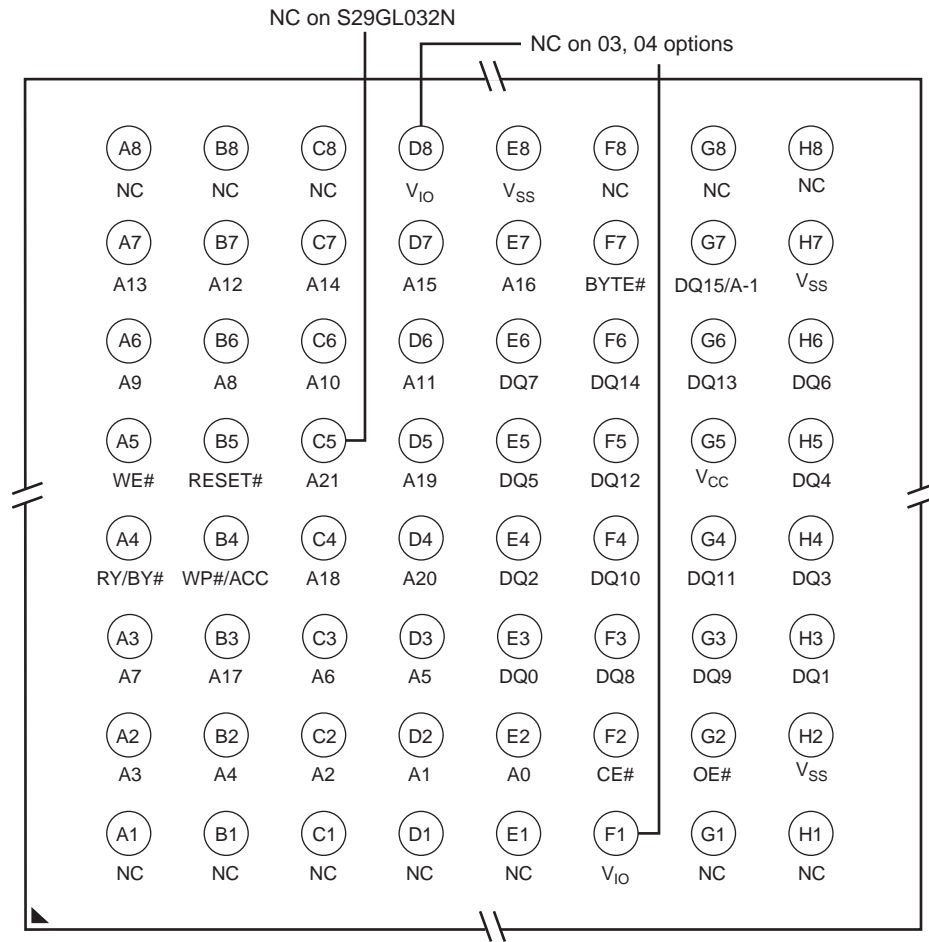 NC on S29GL032N
NC on 03, 04 options
A8 B8 C8 D8 E8 F8 G8 H8
NC NC NC VIO VSS NC NC NC
A7 B7 C7 D7 E7 F7 G7 H7
A13 A12 A14 A15 A16 BYTE# DQ15/A-1 VSS
A6 B6 C6 D6 E6 F6 G6 H6
A9 A8 A10 A11 DQ7 DQ14 DQ13 DQ6
A5 B5 C5 D5 E5 F5 G5 H5
WE# RESET# A21 A19 DQ5 DQ12 VCC DQ4
A4 B4 C4 D4 E4 F4 G4 H4
RY/BY# WP#/ACC A18 A20 DQ2 DQ10 DQ11 DQ3
A3 B3 C3 D3 E3 F3 G3 H3
A7 A17 A6 A5 DQ0 DQ8 DQ9 DQ1
A2 B2 C2 D2 E2 F2 G2 H2
A3 A4 A2 A1 A0 CE# OE# VSS
A1 B1 C1 D1 E1 F1 G1 H1
NC NC NC NC NC VIO NC NC